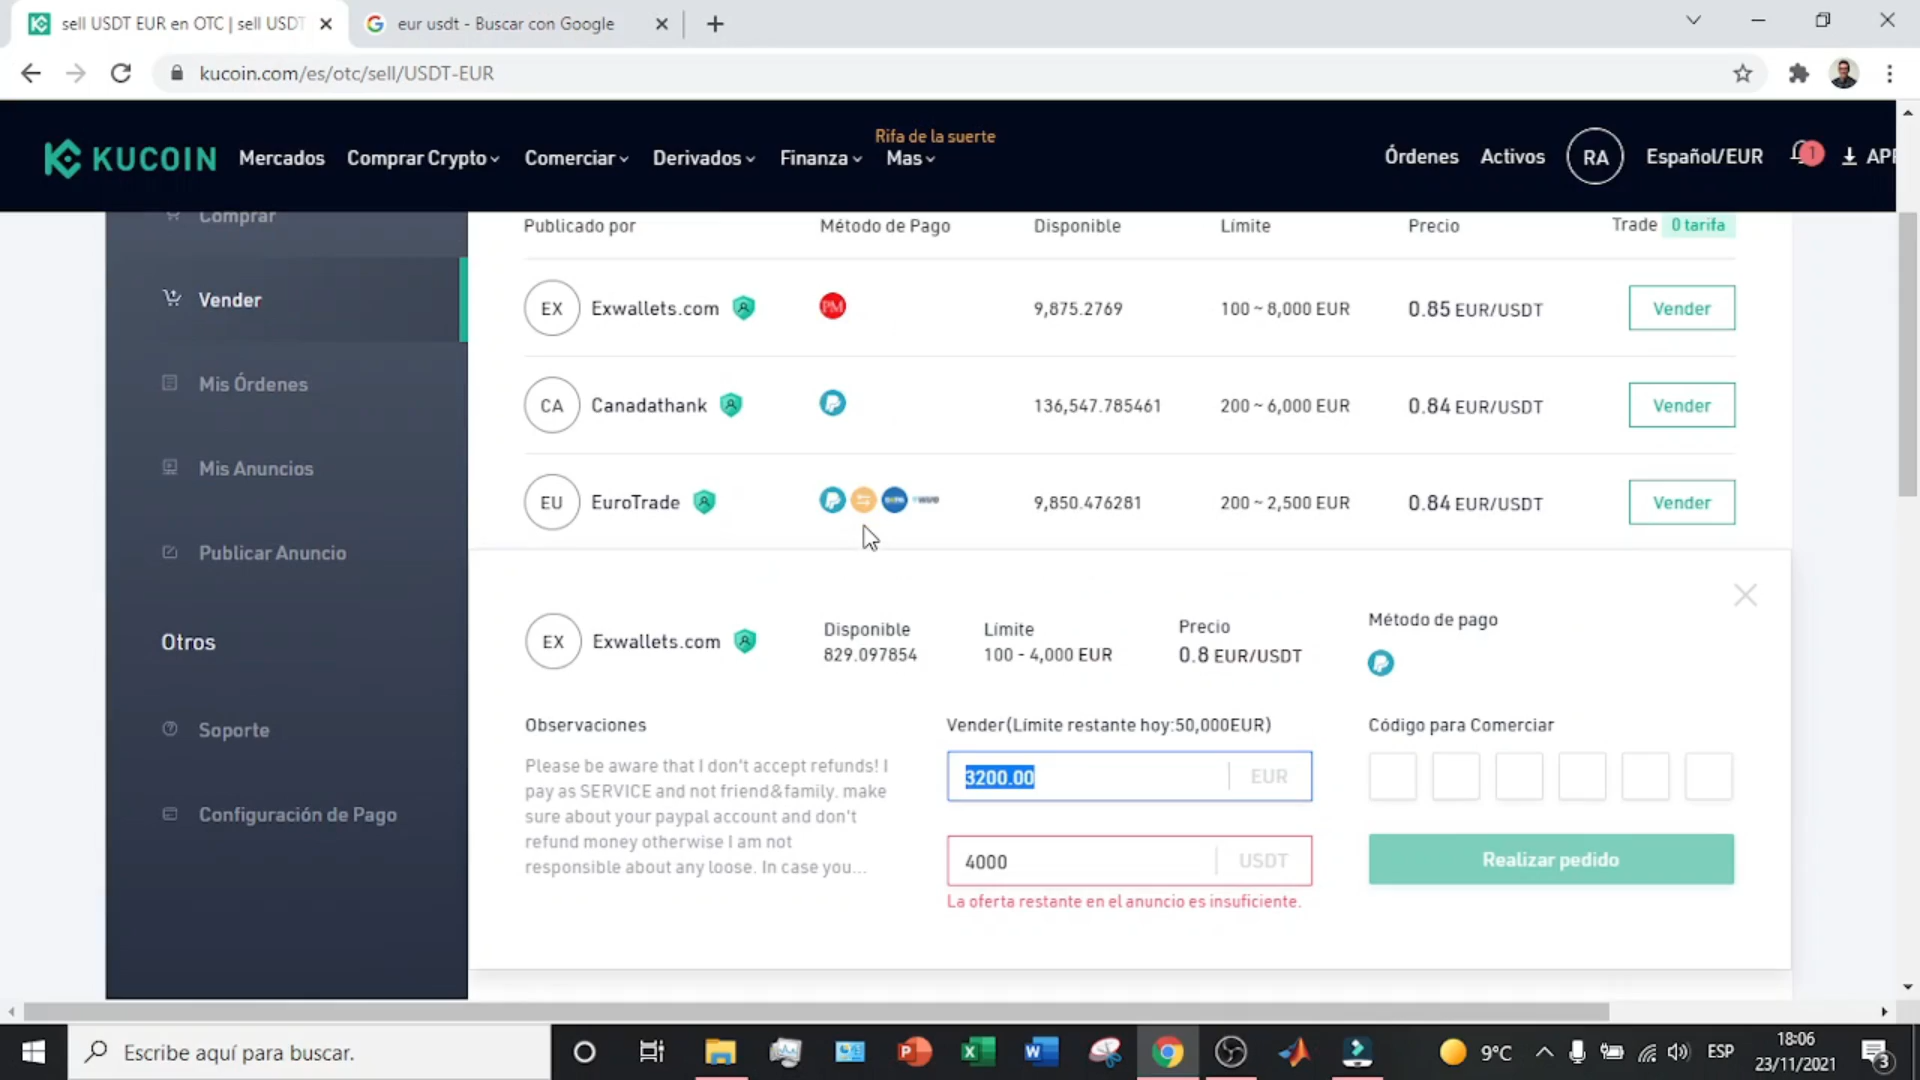 sell USDT EUR en OTC | sell USDT
eur usdt - Buscar con Google
kucoin.com/es/otc/sell/USDT-EUR
KUCOIN
Mercados
Comprar Crypto
Comerciar
Derivados
Finanza
Rifa de la suerte
Mas
Órdenes
Activos
RA
Español/EUR
1
APP
Comprar
Vender
Mis Órdenes
Mis Anuncios
Publicar Anuncio
Otros
Soporte
Configuración de Pago
Publicado por
Método de Pago
Disponible
Límite
Precio
Trade 0 tarifa
EX Exwallets.com PM 9,875.2769 100 ~ 8,000 EUR 0.85 EUR/USDT Vender
CA Canadathank 136,547.785461 200 ~ 6,000 EUR 0.84 EUR/USDT Vender
EU EuroTrade 9,850.476281 200 ~ 2,500 EUR 0.84 EUR/USDT Vender
EX Exwallets.com
Disponible
829.097854
Límite
100 - 4,000 EUR
Precio
0.8 EUR/USDT
Método de pago
Observaciones
Please be aware that I don't accept refunds! I
pay as SERVICE and not friend&family. make
sure about your paypal account and don't
refund money otherwise I am not
responsible about any loose. In case you...
Vender(Límite restante hoy:50,000EUR)
3200.00 EUR
4000 USDT
La oferta restante en el anuncio es insuficiente.
Código para Comerciar
Realizar pedido
Escribe aquí para buscar.
9°C
ESP
18:06
23/11/2021
3